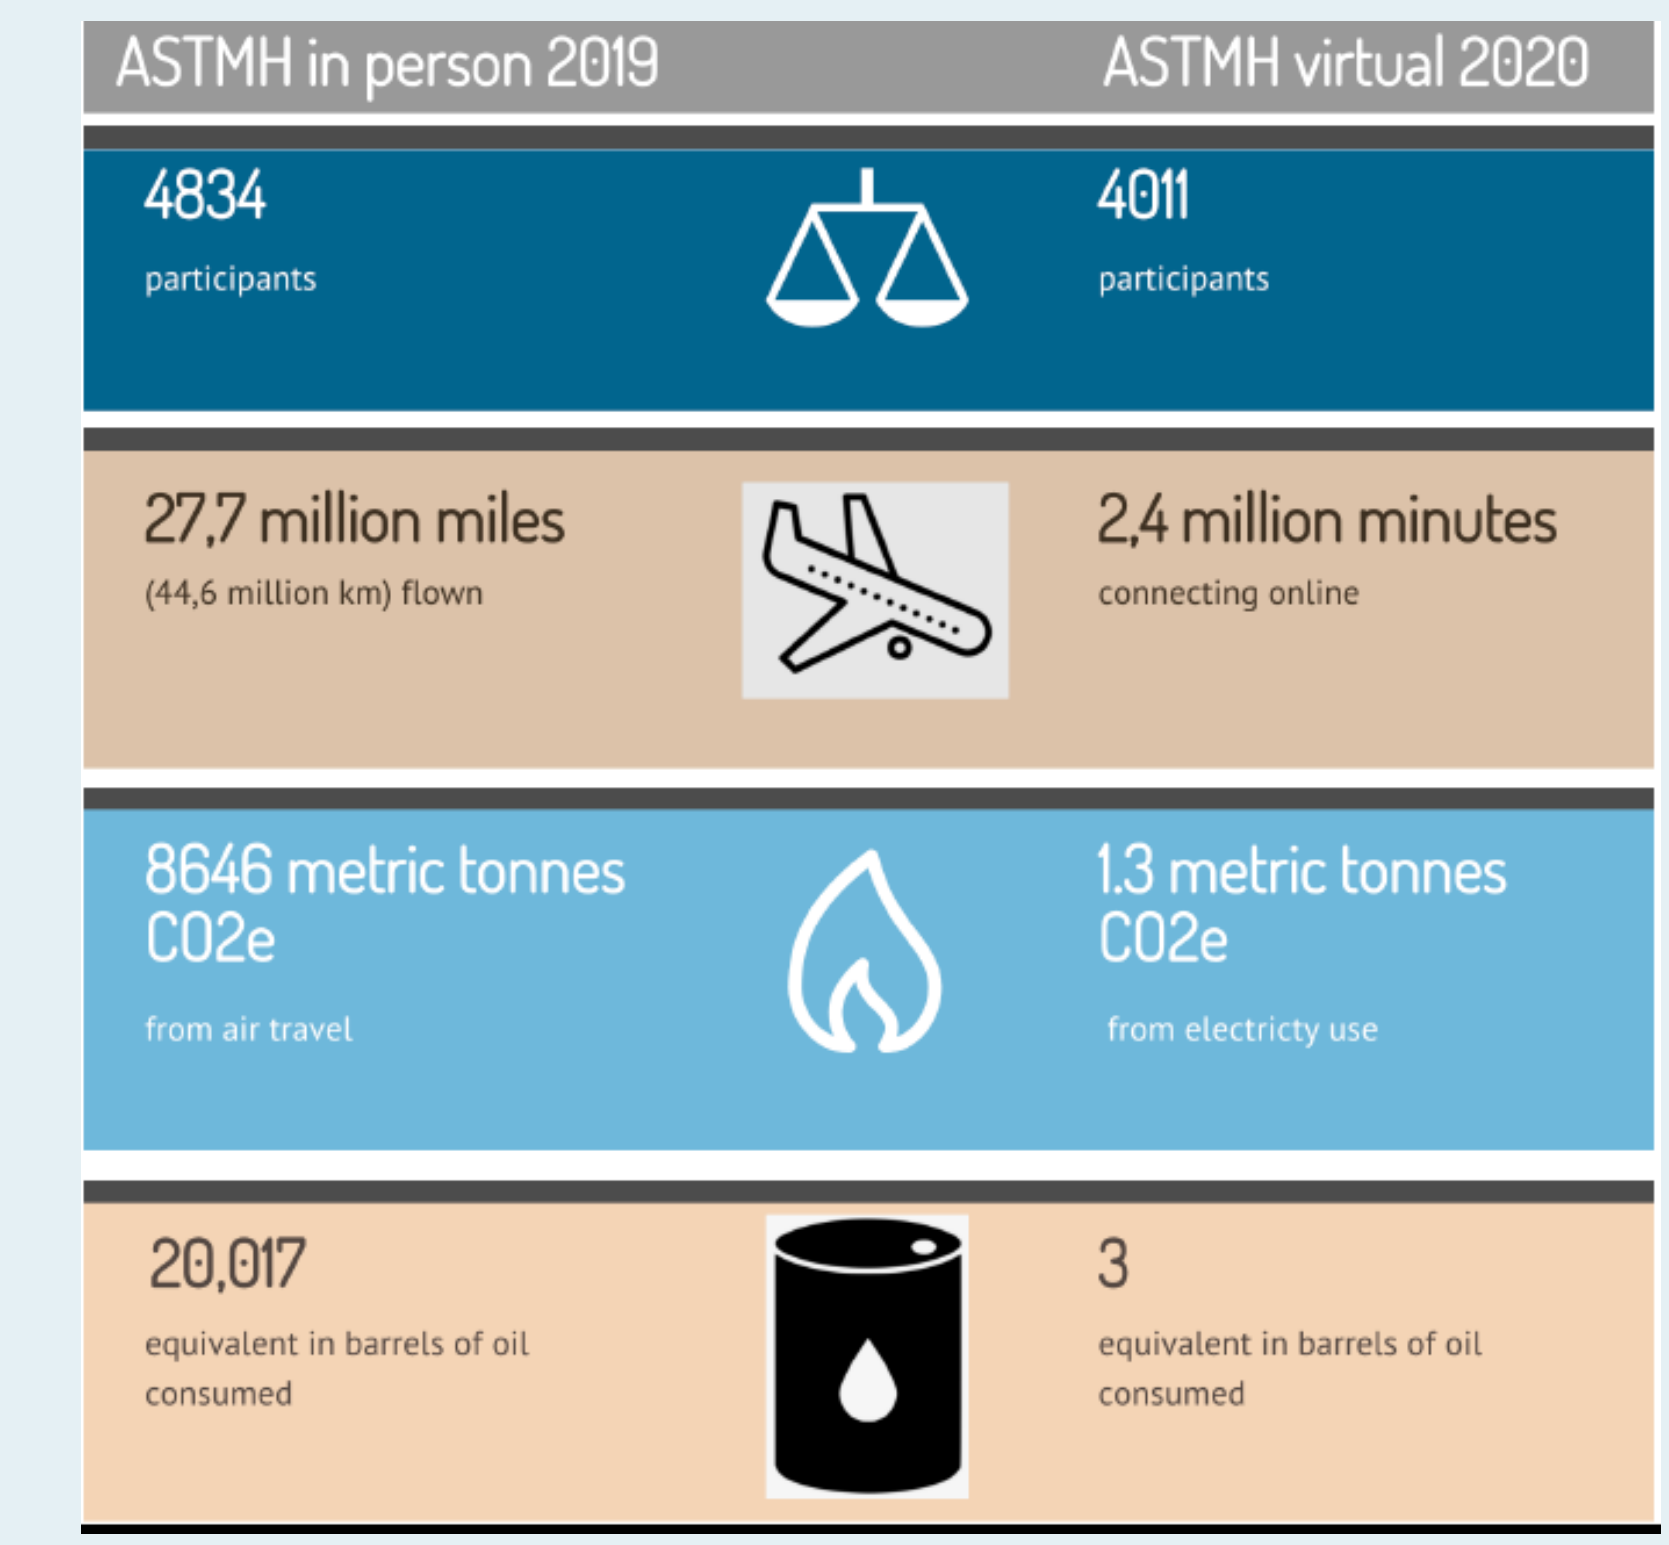 ASTMH in person 2019
ASTMH virtual 2020
4834
participants
4011
participants
27,7 million miles
(44,6 million km) flown
2,4 million minutes
connecting online
8646 metric tonnes
CO2e
from air travel
1.3 metric tonnes
CO2e
from electricty use
20,017
equivalent in barrels of oil
consumed
3
equivalent in barrels of oil
consumed